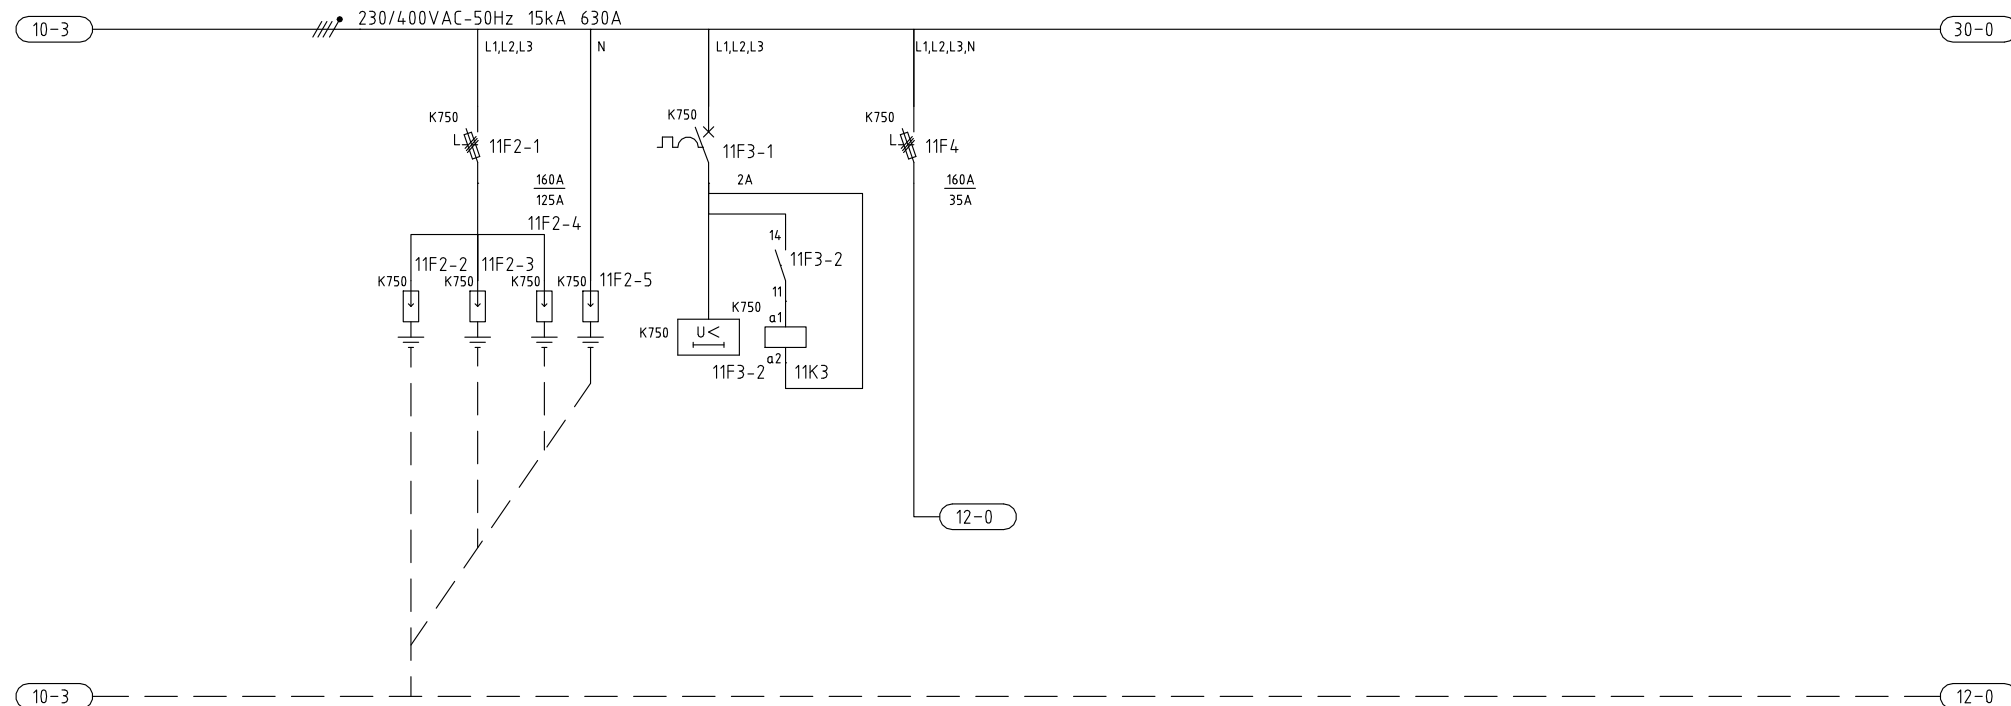 230/400VAC-50Hz 15kA 630A
10-3
30-0
L1,L2,L3
N
L1,L2,L3
L1,L2,L3,N
K750
K750
K750
L
11F2-1
11F3-1
L
11F4
160A
125A
2A
160A
35A
11F2-4
14
11F3-2
11F2-2
11F2-3
K750
K750
K750
K750
11F2-5
11
K750
a1
K750
U<
a2
11F3-2
11K3
12-0
10-3
12-0